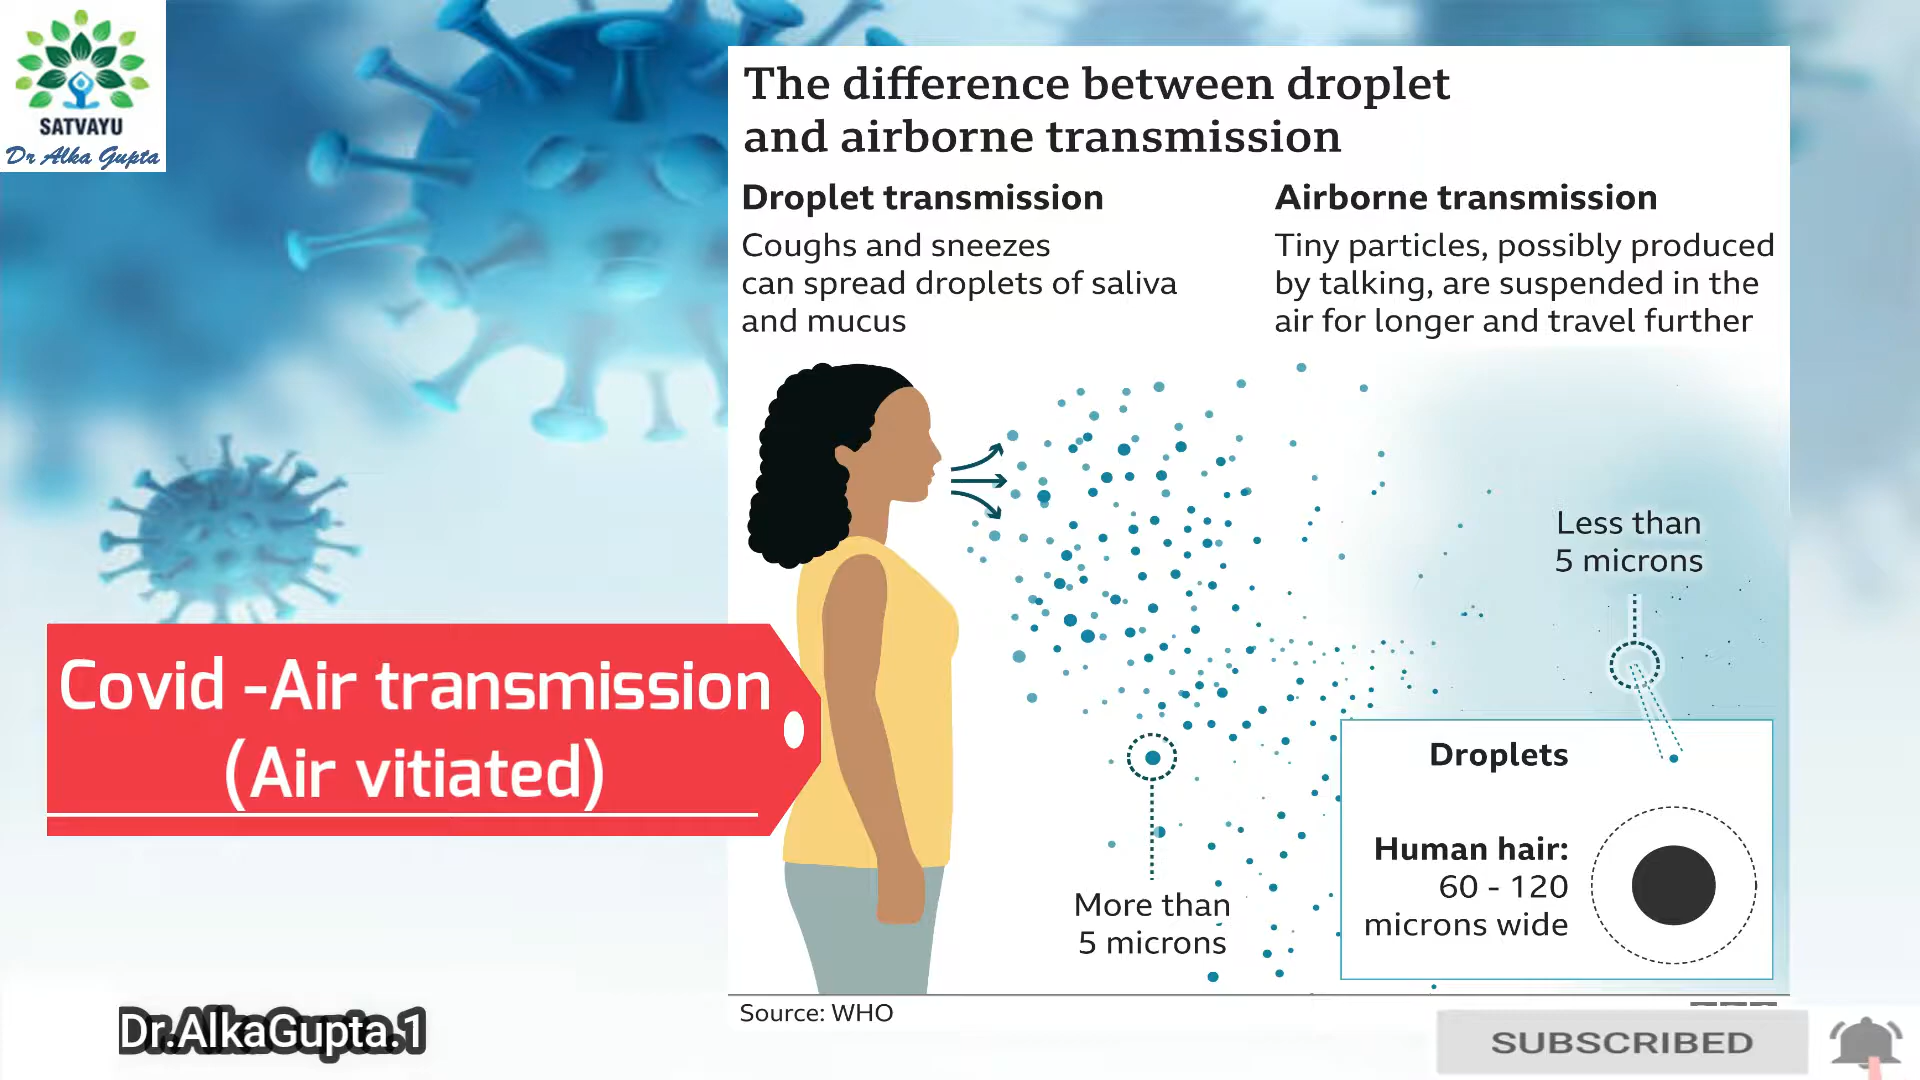 SATVAYU
Dr Alka Gupta
The difference between droplet
and airborne transmission
Droplet transmission
Coughs and sneezes
can spread droplets of saliva
and mucus
Airborne transmission
Tiny particles, possibly produced
by talking, are suspended in the
air for longer and travel further
Less than
5 microns
Covid -Air transmission
(Air vitiated)
More than
5 microns
Droplets
Human hair:
60 - 120
microns wide
Source: WHO
Dr.AlkaGupta.1
SUBSCRIBED